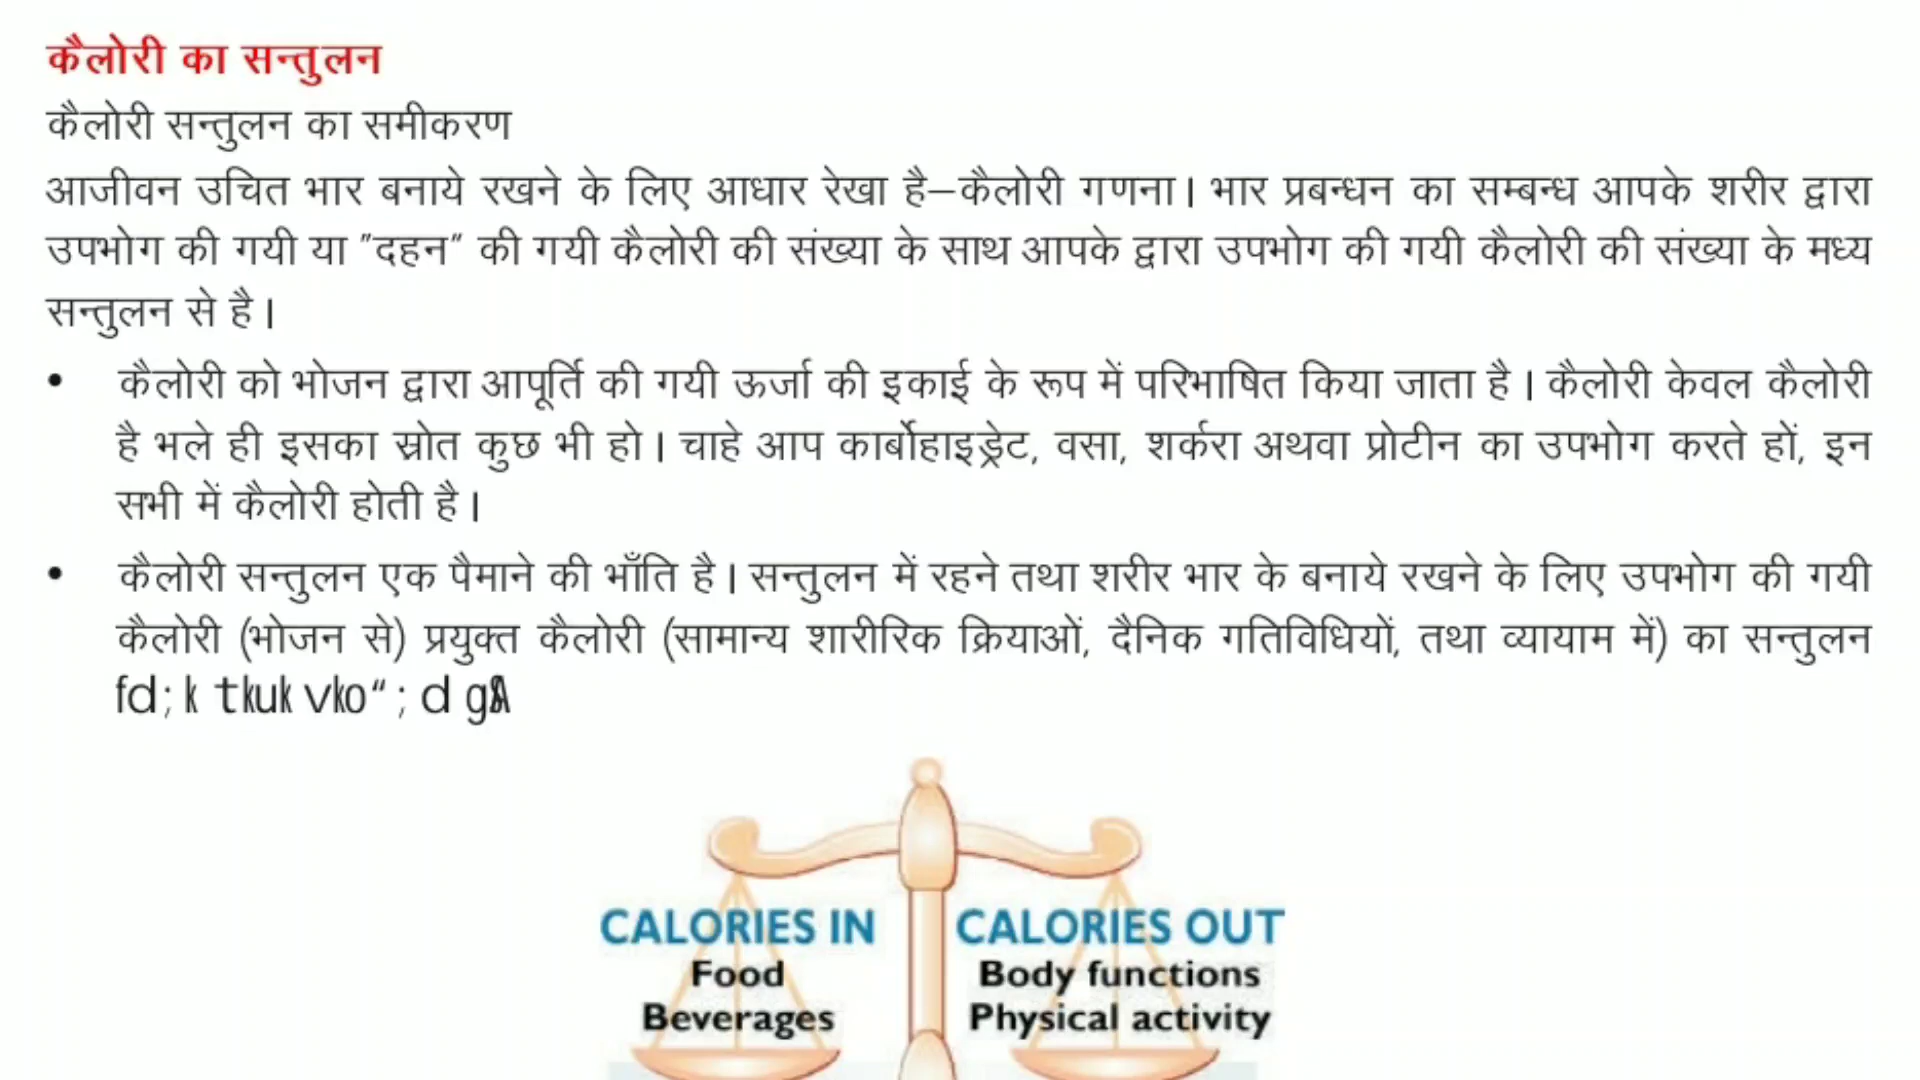 कैलोरी का सन्तुलन
कैलोरी सन्तुलन का समीकरण
आजीवन उचित भार बनाये रखने के लिए आधार रेखा है–कैलोरी गणना। भार प्रबन्धन का सम्बन्ध आपके शरीर द्वारा
उपभोग की गयी या "दहन" की गयी कैलोरी की संख्या के साथ आपके द्वारा उपभोग की गयी कैलोरी की संख्या के मध्य
सन्तुलन से है।
• कैलोरी को भोजन द्वारा आपूर्ति की गयी ऊर्जा की इकाई के रूप में परिभाषित किया जाता है। कैलोरी केवल कैलोरी
है भले ही इसका स्रोत कुछ भी हो। चाहे आप कार्बोहाइड्रेट, वसा, शर्करा अथवा प्रोटीन का उपभोग करते हों, इन
सभी में कैलोरी होती है।
• कैलोरी सन्तुलन एक पैमाने की भाँति है। सन्तुलन में रहने तथा शरीर भार के बनाये रखने के लिए उपभोग की गयी
कैलोरी (भोजन से) प्रयुक्त कैलोरी (सामान्य शारीरिक क्रियाओं, दैनिक गतिविधियों, तथा व्यायाम में) का सन्तुलन
fd;k tkuk vko“;d
CALORIES IN CALORIES OUT
Food Body functions
Beverages Physical activity